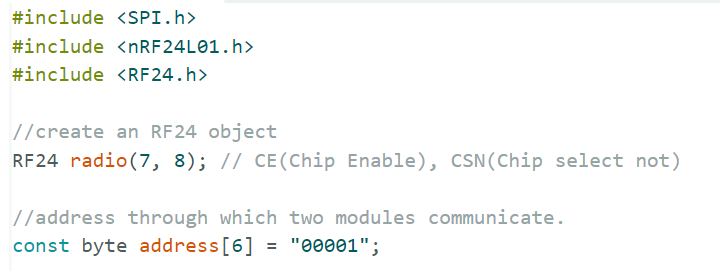 #include <SPI.h>
#include <nRF24L01.h>
#include <RF24.h>
//create an RF24 object
RF24 radio(7, 8); // CE(Chip Enable), CSN(Chip select not)
//address through which two modules communicate.
const byte address[6] = "00001";